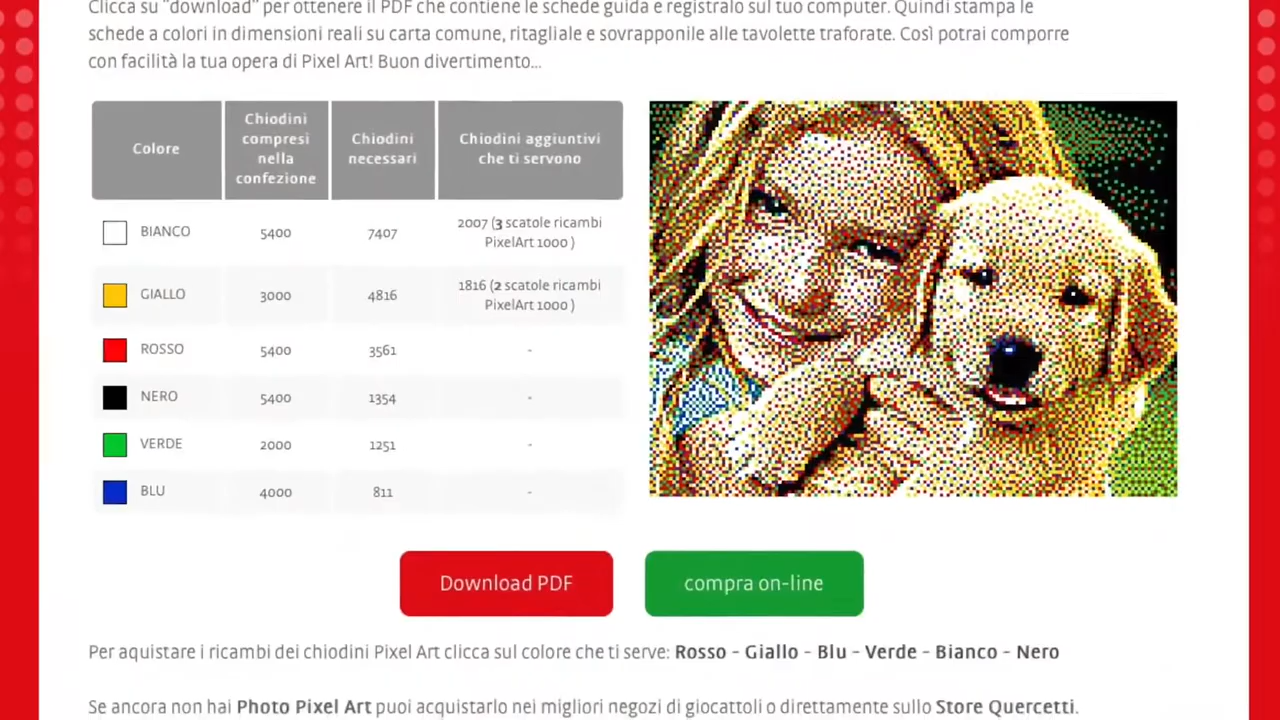 Clicca su "download" per ottenere il PDF che contiene le schede guida e registralo sul tuo computer. Quindi stampa le
schede a colori in dimensioni reali su carta comune, ritagliale e sovrapponile alle tavolette traforate. Così potrai comporre
con facilità la tua opera di Pixel Art! Buon divertimento...
Colore
Chiodini
compresi
nella
confezione
Chiodini
necessari
Chiodini aggiuntivi
che ti servono
BIANCO 5400 7407 2007 (3 scatole ricambi
PixelArt 1000 )
GIALLO 3000 4816 1816 (2 scatole ricambi
PixelArt 1000 )
ROSSO 5400 3561 -
NERO 5400 1354 -
VERDE 2000 1251 -
BLU 4000 811 -
Download PDF
compra on-line
Per aquistare i ricambi dei chiodini Pixel Art clicca sul colore che ti serve: Rosso - Giallo - Blu - Verde - Bianco - Nero
Se ancora non hai Photo Pixel Art puoi acquistarlo nei migliori negozi di giocattoli o direttamente sullo Store Quercetti.